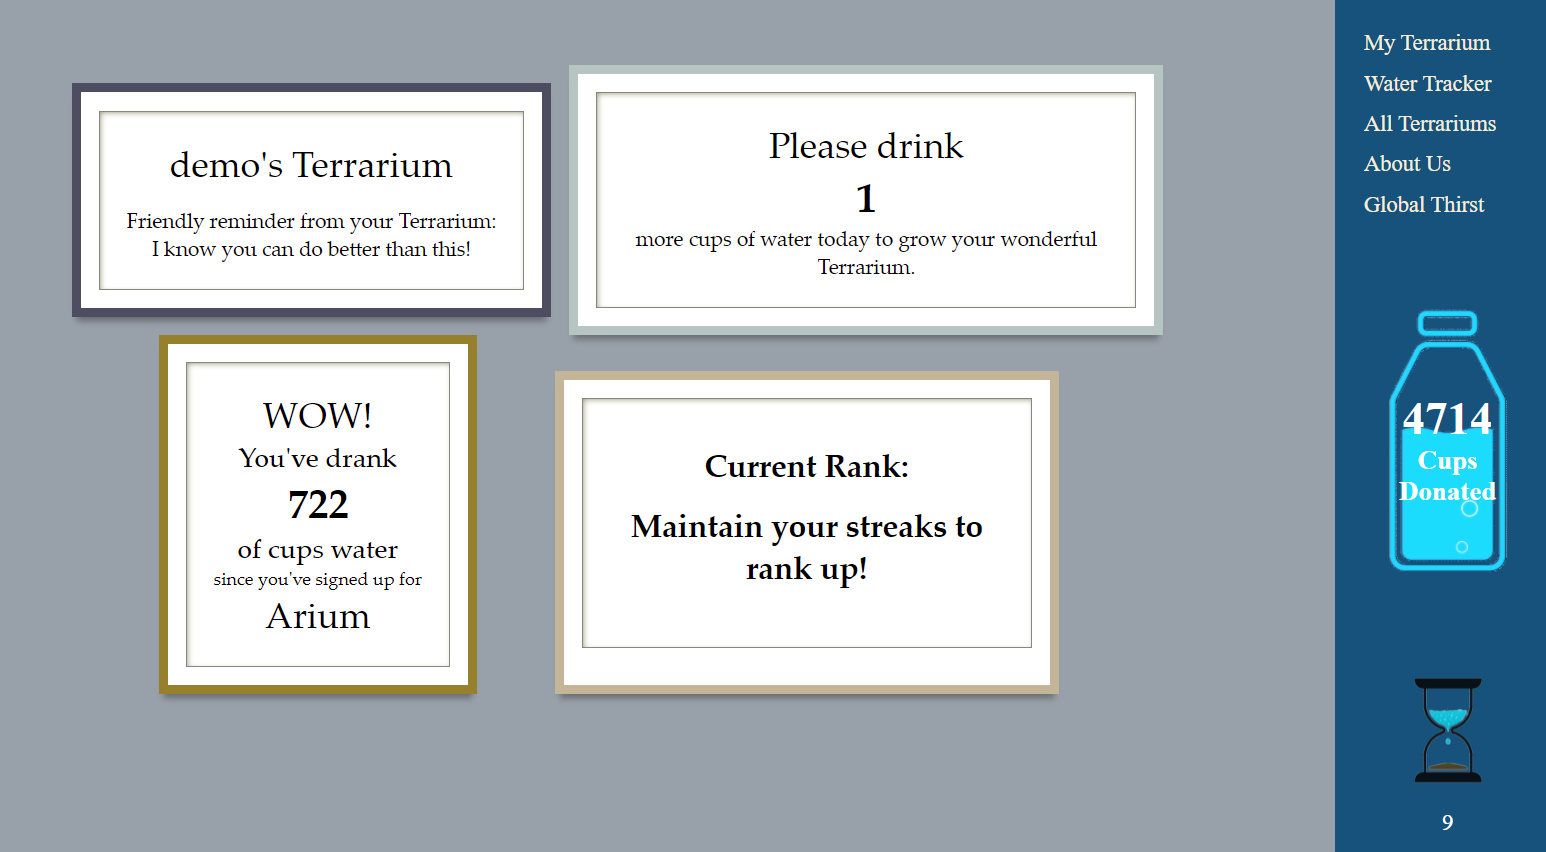 demo's Terrarium
Friendly reminder from your Terrarium:
I know you can do better than this!
Please drink
1
more cups of water today to grow your wonderful
Terrarium.
WOW!
You've drank
722
of cups water
since you've signed up for
Arium
Current Rank:
Maintain your streaks to
rank up!
My Terrarium
Water Tracker
All Terrariums
About Us
Global Thirst
4714
Cups
Donated
9